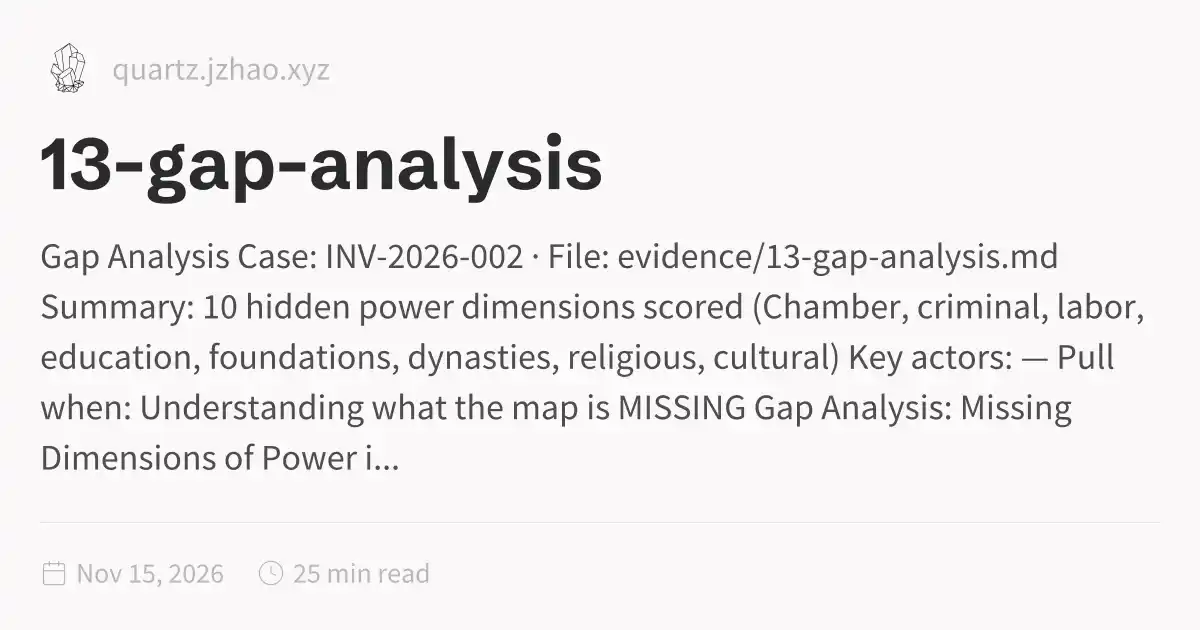 quartz.jzhao.xyz
13-gap-analysis
Gap Analysis Case: INV-2026-002 · File: evidence/13-gap-analysis.md
Summary: 10 hidden power dimensions scored (Chamber, criminal, labor,
education, foundations, dynasties, religious, cultural) Key actors: — Pull
when: Understanding what the map is MISSING Gap Analysis: Missing
Dimensions of Power i...
Nov 15, 2026 25 min read